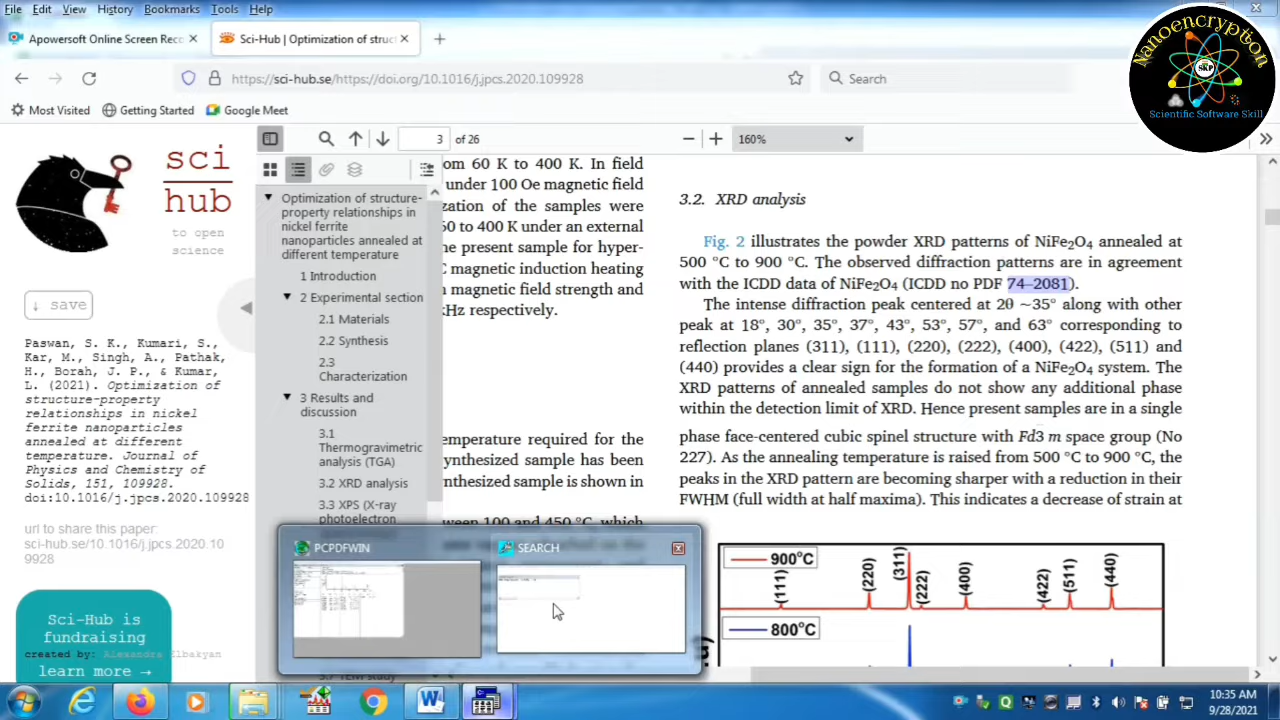 File Edit View History Bookmarks Tools Help
Apowersoft Online Screen Reco
Sci-Hub | Optimization of struc
https://sci-hub.se/https://doi.org/10.1016/j.jpcs.2020.109928
Search
Most Visited Getting Started Google Meet
Nanoencryption
SKP
Scientific Software Skill
3 of 26
160%
sci
hub
to open
science
↓ save
Paswan, S. K., Kumari, S.,
Kar, M., Singh, A., Pathak,
H., Borah, J. P., & Kumar,
L. (2021). Optimization of
structure-property
relationships in nickel
ferrite nanoparticles
annealed at different
temperature. Journal of
Physics and Chemistry of
Solids, 151, 109928.
doi:10.1016/j.jpcs.2020.109928
url to share this paper:
sci-hub.se/10.1016/j.jpcs.2020.10
9928
Sci-Hub is
fundraising
created by: Alexandra Elbakyan
learn more →
Optimization of structure-
property relationships in
nickel ferrite
nanoparticles annealed at
different temperature
1 Introduction
2 Experimental section
2.1 Materials
2.2 Synthesis
2.3
Characterization
3 Results and
discussion
3.1
Thermogravimetric
analysis (TGA)
3.2 XRD analysis
3.3 XPS (X-ray
photoelectron
3.7 TEM study
om 60 K to 400 K. In field
under 100 Oe magnetic field
zation of the samples were
60 to 400 K under an external
he present sample for hyper-
C magnetic induction heating
n magnetic field strength and
kHz respectively.
emperature required for the
ynthesized sample has been
nthesized sample is shown in
ween 100 and 450 °C, which
3.2. XRD analysis
Fig. 2 illustrates the powder XRD patterns of NiFe2O4 annealed at
500 °C to 900 °C. The observed diffraction patterns are in agreement
with the ICDD data of NiFe2O4 (ICDD no PDF 74–2081).
The intense diffraction peak centered at 2θ ~35° along with other
peak at 18°, 30°, 35°, 37°, 43°, 53°, 57°, and 63° corresponding to
reflection planes (311), (111), (220), (222), (400), (422), (511) and
(440) provides a clear sign for the formation of a NiFe2O4 system. The
XRD patterns of annealed samples do not show any additional phase
within the detection limit of XRD. Hence present samples are in a single
phase face-centered cubic spinel structure with Fd3 m space group (No
227). As the annealing temperature is raised from 500 °C to 900 °C, the
peaks in the XRD pattern are becoming sharper with a reduction in their
FWHM (full width at half maxima). This indicates a decrease of strain at
900°C
(111)
(220)
(311)
(222)
(400)
(422)
(511)
(440)
800°C
PCPDFWIN
SEARCH
10:35 AM
9/28/2021